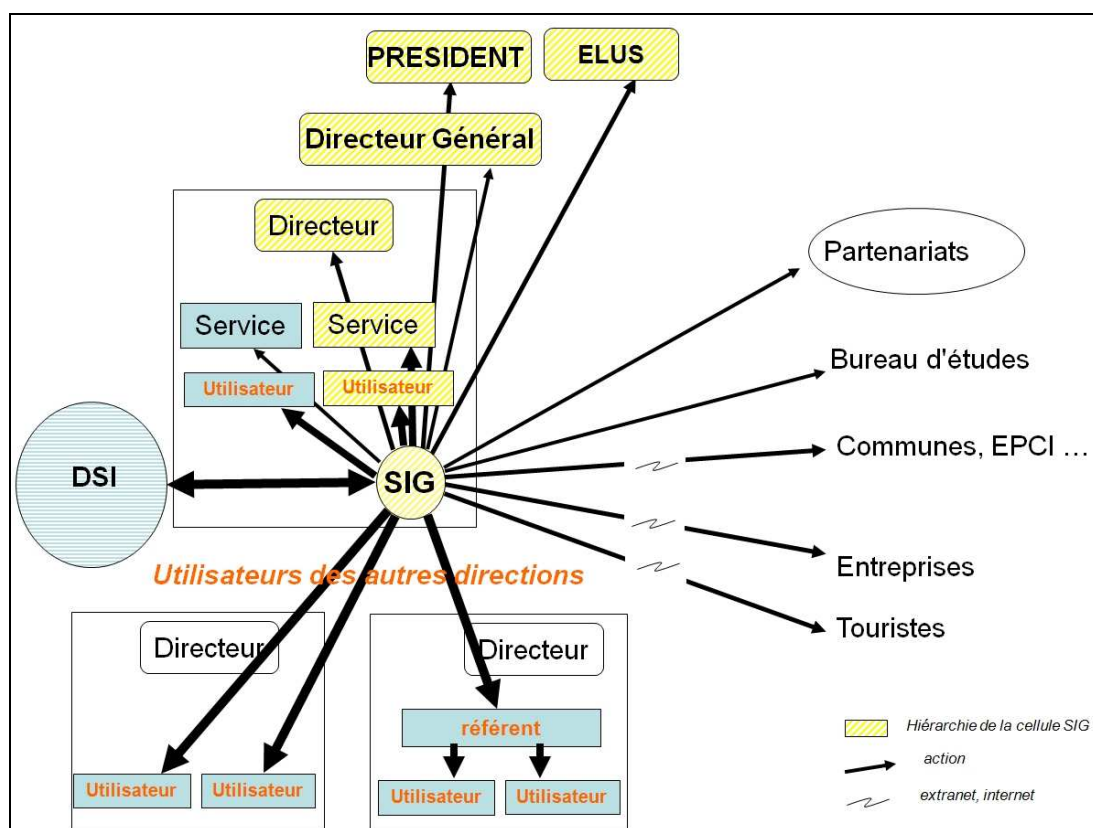 PRESIDENT
ELUS
Directeur Général
Directeur
Partenariats
Service
Service
Utilisateur
Utilisateur
Bureau d'études
Communes, EPCI ...
DSI
SIG
Entreprises
Utilisateurs des autres directions
Touristes
Directeur
Directeur
référent
Utilisateur
Utilisateur
Utilisateur
Utilisateur
Hiérarchie de la cellule SIG
action
extranet, internet